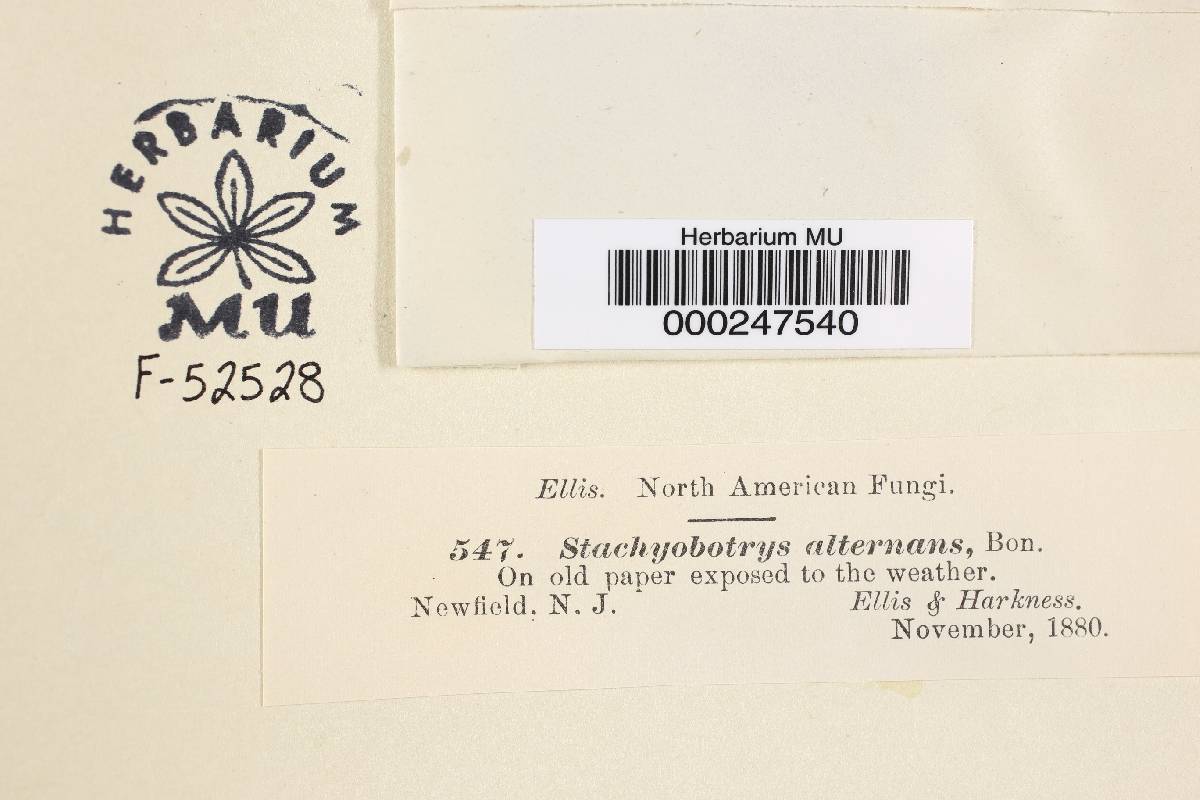 HERBARIUM
MU
F-52528
Herbarium MU
000247540
Ellis. North American Fungi.
547. Stachyobotrys alternans, Bon.
On old paper exposed to the weather.
Newfield. N. J. Ellis & Harkness.
November, 1880.